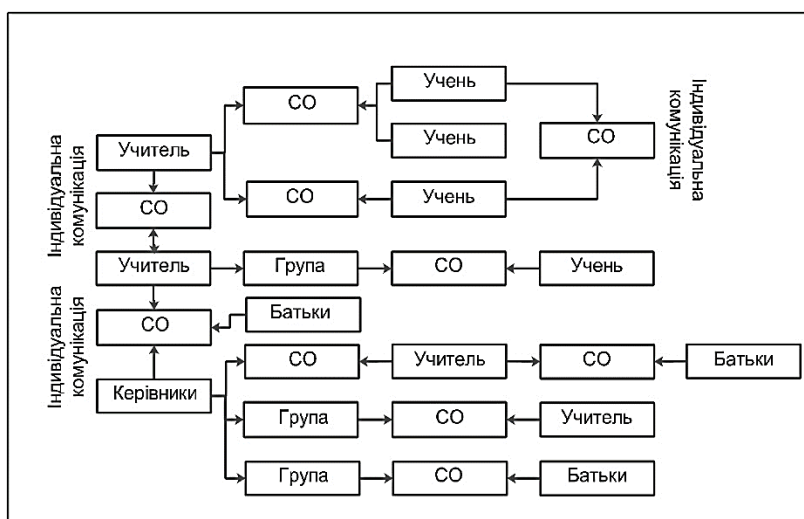 Учень
СО
Індивідуальна
комунікація
СО
Учень
Учитель
СО
Учень
Індивідуальна
комунікація
СО
Учитель
Група
СО
Учень
Батьки
Індивідуальна
комунікація
СО
СО
Учитель
СО
Батьки
Керівники
Група
СО
Учитель
Група
СО
Батьки